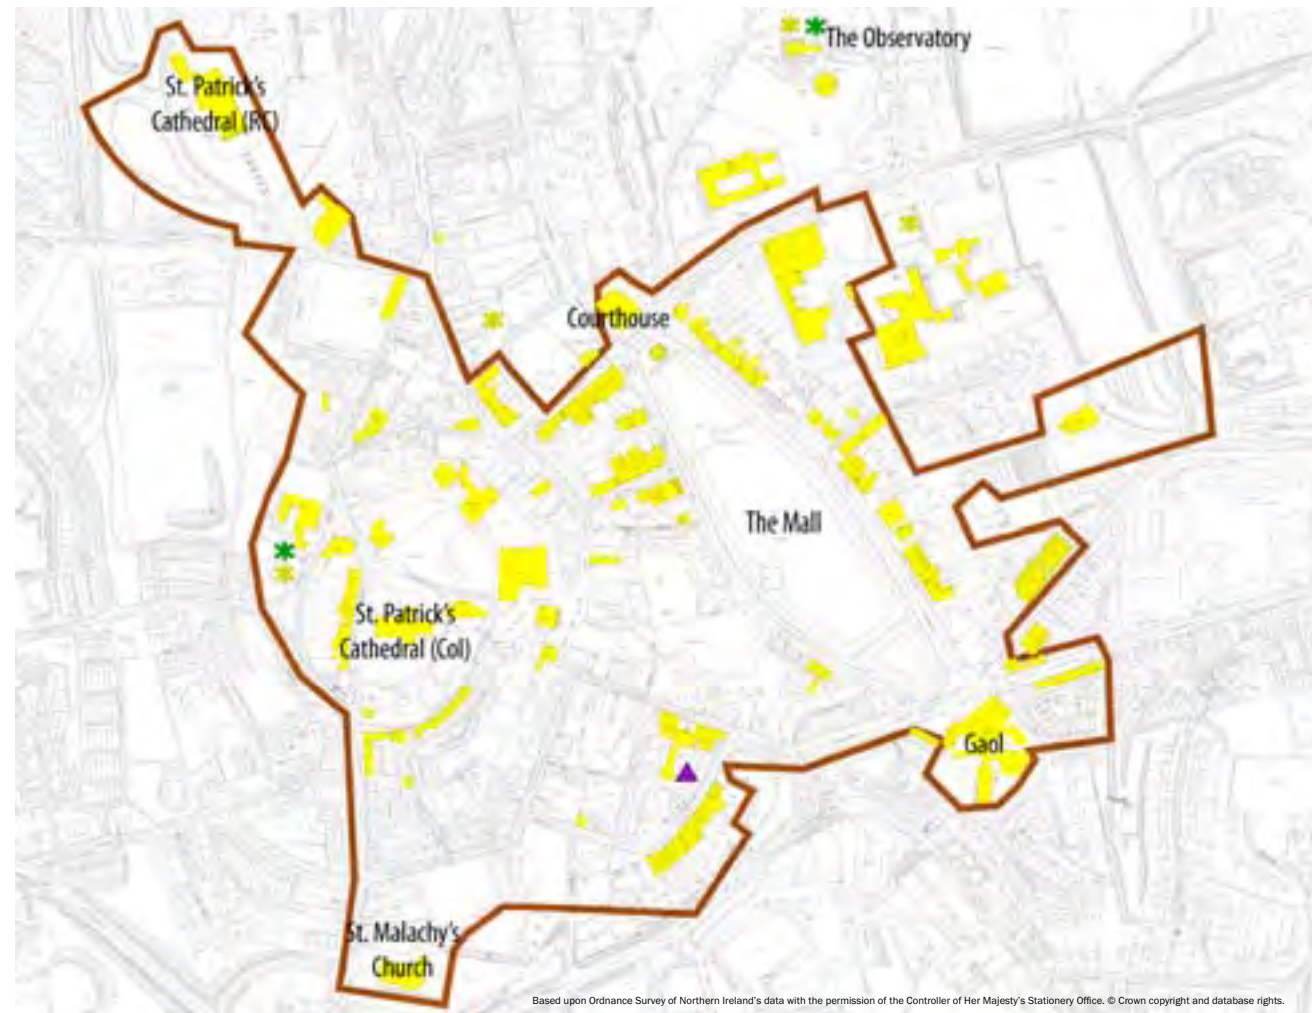 The Observatory
St. Patrick's
Cathedral (RC)
Courthouse
The Mall
St. Patrick's
Cathedral (CoI)
Gaol
St. Malachy's
Church
Based upon Ordnance Survey of Northern Ireland's data with the permission of the Controller of Her Majesty's Stationery Office. © Crown copyright and database rights.